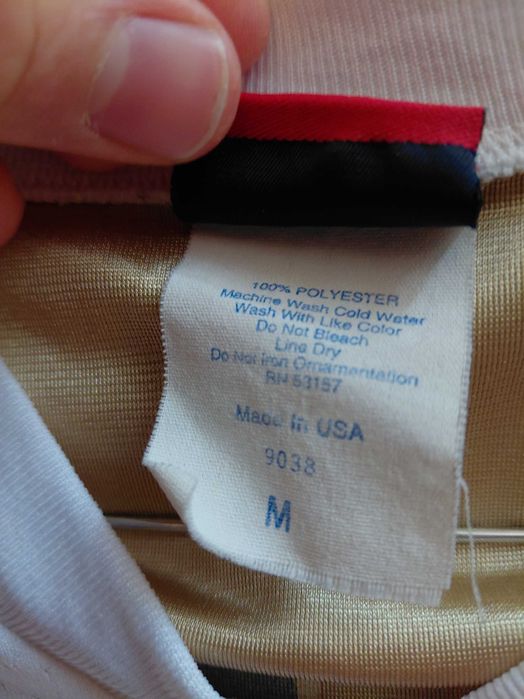 100% POLYESTER
Machine Wash Cold Water
Wash With Like Color
Do Not Bleach
Line Dry
Do Not Iron Ornamentation
RN 53157
Made In USA
9038
M